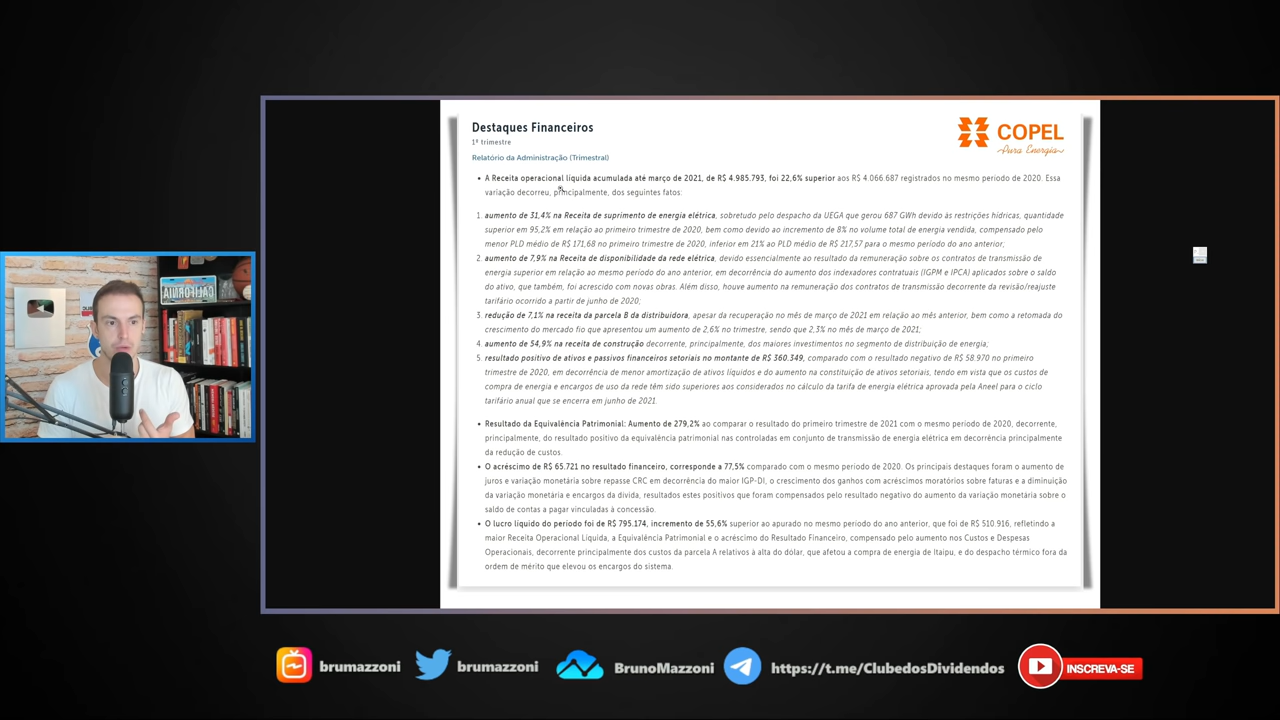 Destaques Financeiros
1º trimestre
Relatório da Administração (Trimestral)
COPEL
Pura Energia
• A Receita operacional líquida acumulada até março de 2021, de R$ 4.985.793, foi 22,6% superior aos R$ 4.066.687 registrados no mesmo período de 2020. Essa
variação decorreu, principalmente, dos seguintes fatos:
1. aumento de 31,4% na Receita de suprimento de energia elétrica, sobretudo pelo despacho da UEGA que gerou 687 GWh devido às restrições hídricas, quantidade
superior em 95,2% em relação ao primeiro trimestre de 2020, bem como devido ao incremento de 8% no volume total de energia vendida, compensado pelo
menor PLD médio de R$ 171,68 no primeiro trimestre de 2020, inferior em 21% ao PLD médio de R$ 217,57 para o mesmo período do ano anterior;
2. aumento de 7,9% na Receita de disponibilidade da rede elétrica, devido essencialmente ao resultado da remuneração sobre os contratos de transmissão de
energia superior em relação ao mesmo período do ano anterior, em decorrência do aumento dos indexadores contratuais (IGPM e IPCA) aplicados sobre o saldo
do ativo, que também, foi acrescido com novas obras. Além disso, houve aumento na remuneração dos contratos de transmissão decorrente da revisão/reajuste
tarifário ocorrido a partir de junho de 2020;
3. redução de 7,1% na receita da parcela B da distribuidora, apesar da recuperação no mês de março de 2021 em relação ao mês anterior, bem como a retomada do
crescimento do mercado fio que apresentou um aumento de 2,6% no trimestre, sendo que 2,3% no mês de março de 2021;
4. aumento de 54,9% na receita de construção decorrente, principalmente, dos maiores investimentos no segmento de distribuição de energia;
5. resultado positivo de ativos e passivos financeiros setoriais no montante de R$ 360.349, comparado com o resultado negativo de R$ 58.970 no primeiro
trimestre de 2020, em decorrência de menor amortização de ativos líquidos e do aumento na constituição de ativos setoriais, tendo em vista que os custos de
compra de energia e encargos de uso da rede têm sido superiores aos considerados no cálculo da tarifa de energia elétrica aprovada pela Aneel para o ciclo
tarifário anual que se encerra em junho de 2021.
• Resultado da Equivalência Patrimonial: Aumento de 279,2% ao comparar o resultado do primeiro trimestre de 2021 com o mesmo período de 2020, decorrente,
principalmente, do resultado positivo da equivalência patrimonial nas controladas em conjunto de transmissão de energia elétrica em decorrência principalmente
da redução de custos.
• O acréscimo de R$ 65.721 no resultado financeiro, corresponde a 77,5% comparado com o mesmo período de 2020. Os principais destaques foram o aumento de
juros e variação monetária sobre repasse CRC em decorrência do maior IGP-DI, o crescimento dos ganhos com acréscimos moratórios sobre faturas e a diminuição
da variação monetária e encargos da dívida, resultados estes positivos que foram compensados pelo resultado negativo do aumento da variação monetária sobre o
saldo de contas a pagar vinculadas à concessão.
• O lucro líquido do período foi de R$ 795.174, incremento de 55,6% superior ao apurado no mesmo período do ano anterior, que foi de R$ 510.916, refletindo a
maior Receita Operacional Líquida, a Equivalência Patrimonial e o acréscimo do Resultado Financeiro, compensado pelo aumento nos Custos e Despesas
Operacionais, decorrente principalmente dos custos da parcela A relativos à alta do dólar, que afetou a compra de energia de Itaipu, e do despacho térmico fora da
ordem de mérito que elevou os encargos do sistema.
CALIFORNIA
brumazzoni
brumazzoni
BrunoMazzoni
https://t.me/ClubedosDividendos
INSCREVA-SE